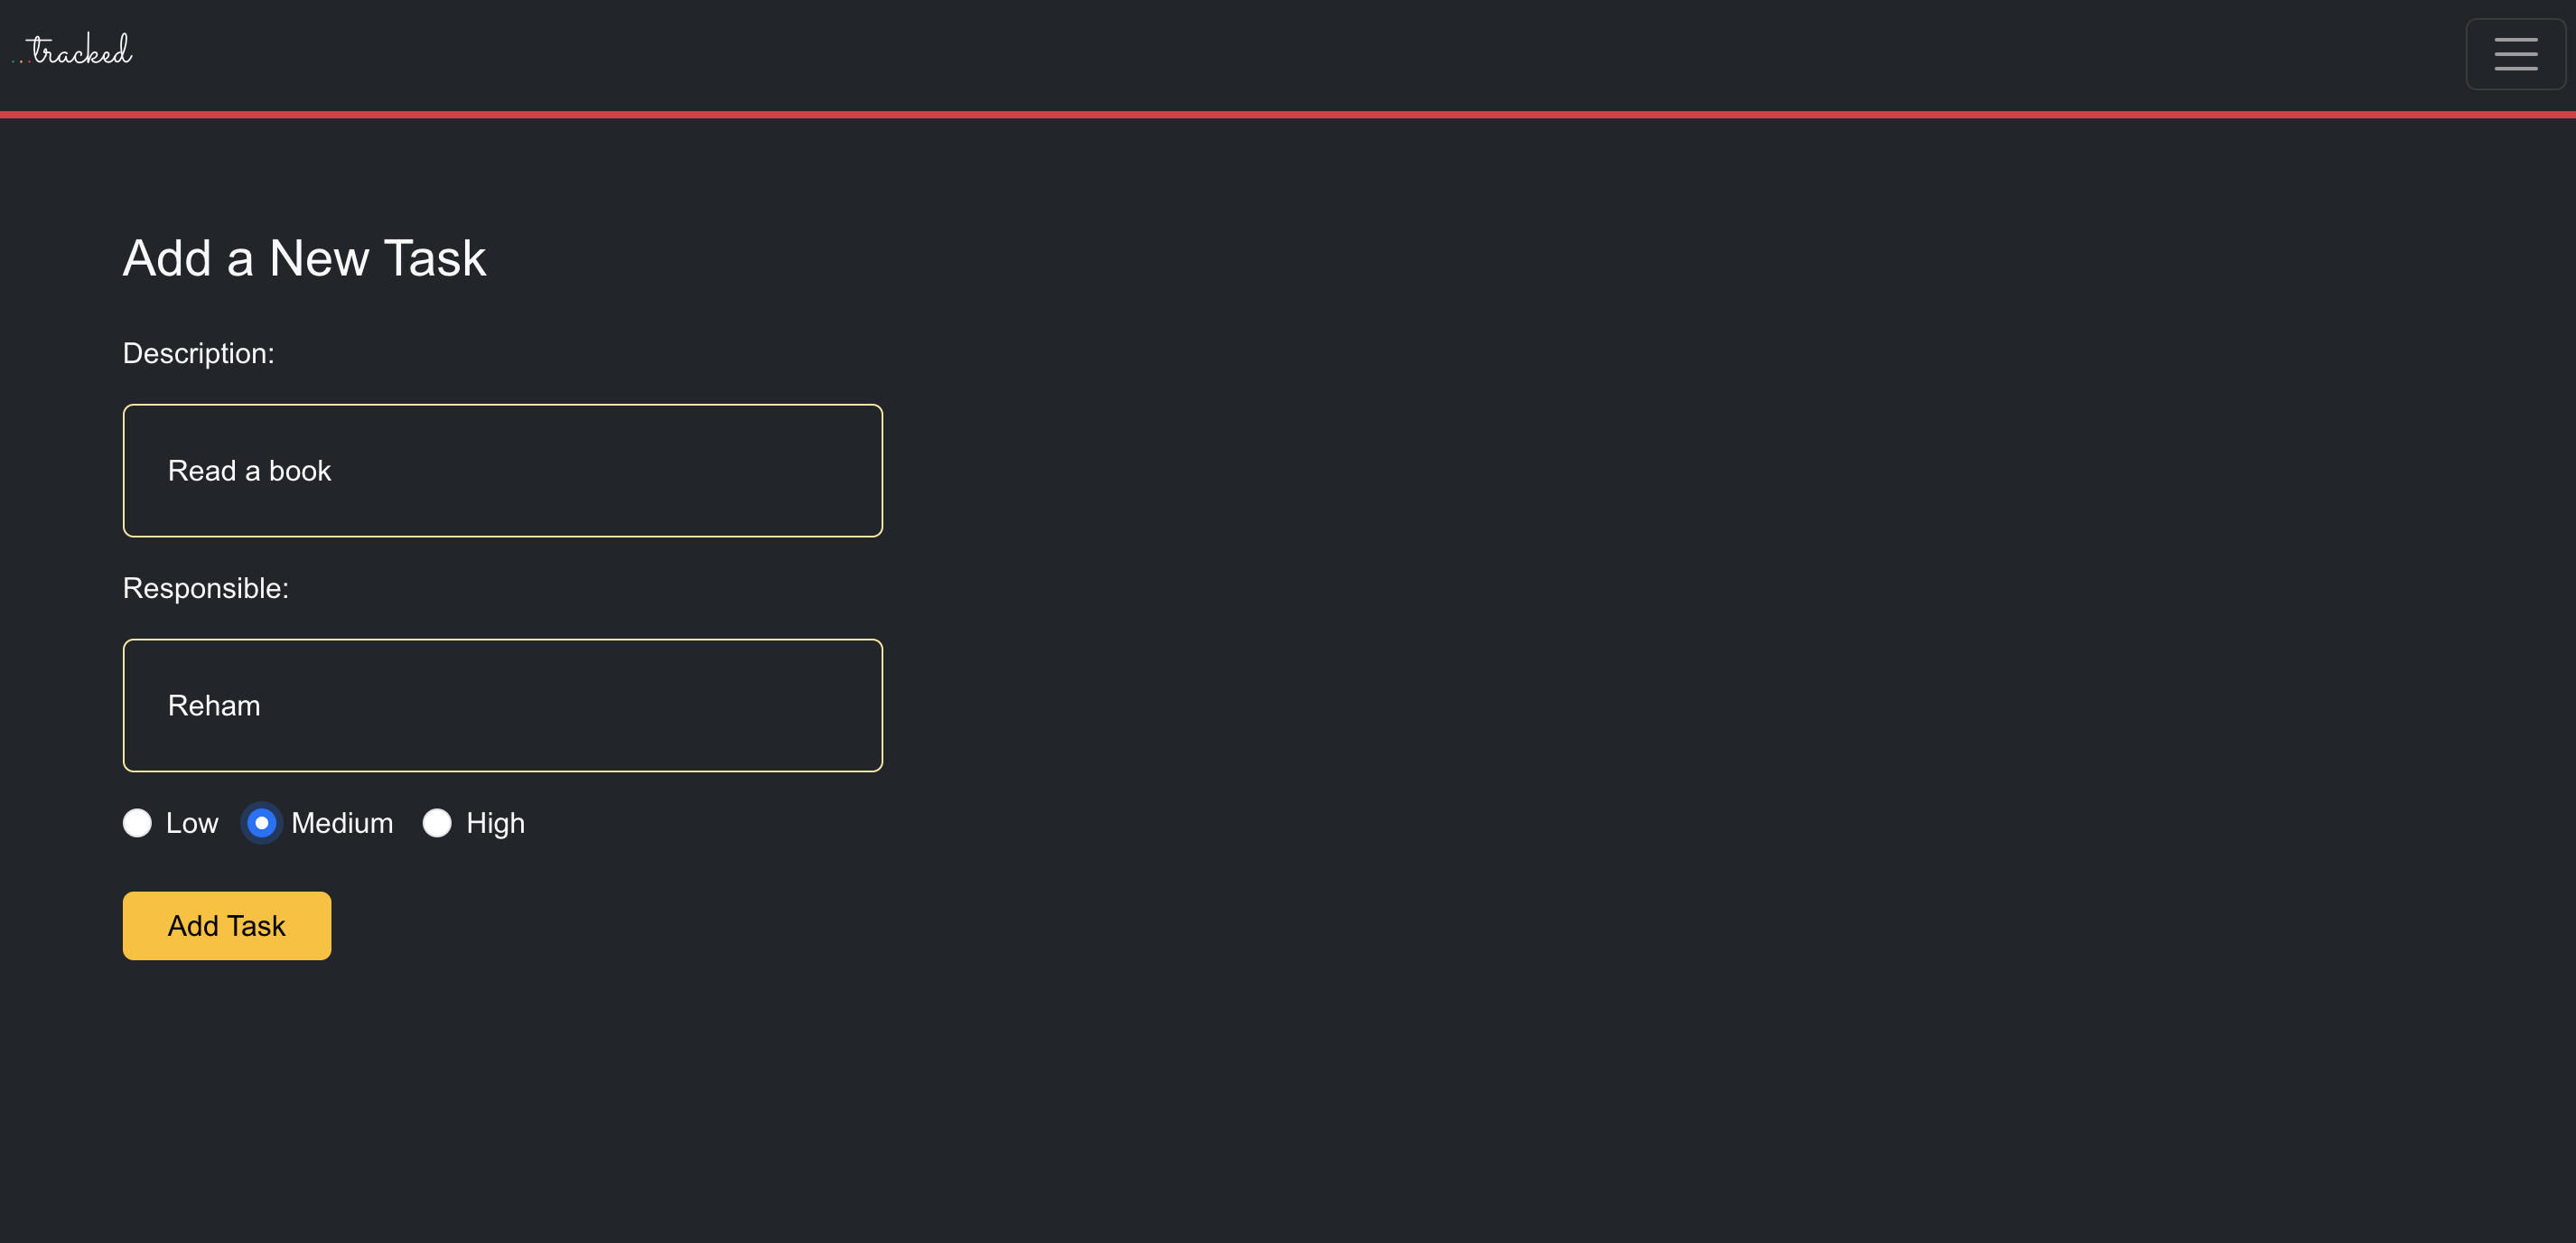 ...tracked
Add a New Task
Description:
Read a book
Responsible:
Reham
Low Medium High
Add Task